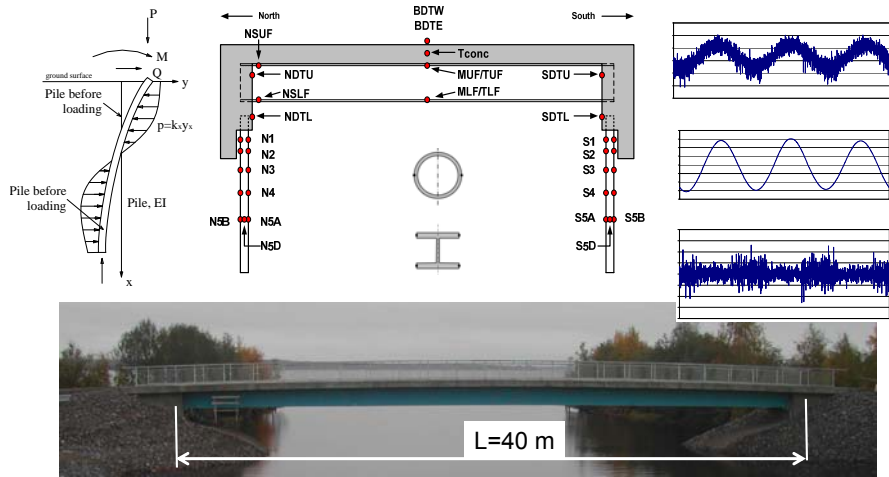 P
M
Q
ground surface
y
Pile before
loading
p=kₓyₓ
Pile before
loading
Pile, EI
x
North
South
BDTW
BDTE
NSUF
Tconc
NDTU
MUF/TUF
SDTU
NSLF
MLF/TLF
NDTL
SDTL
N1
N2
N3
N4
N5B
N5A
N5D
S1
S2
S3
S4
S5A
S5B
S5D
L=40 m